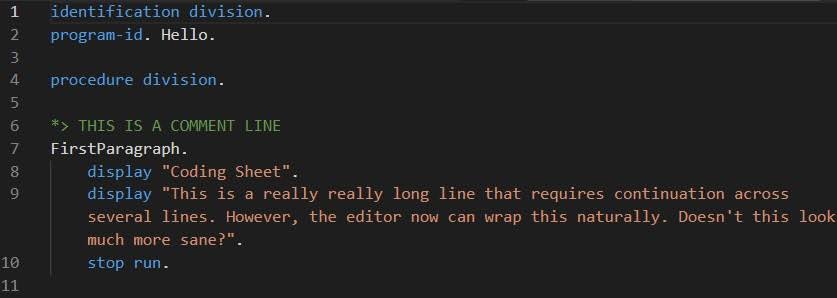 1 identification division.
2 program-id. Hello.
3
4 procedure division.
5
6 *> THIS IS A COMMENT LINE
7 FirstParagraph.
8 display "Coding Sheet".
9 display "This is a really really long line that requires continuation across
several lines. However, the editor now can wrap this naturally. Doesn't this look
much more sane?".
10 stop run.
11